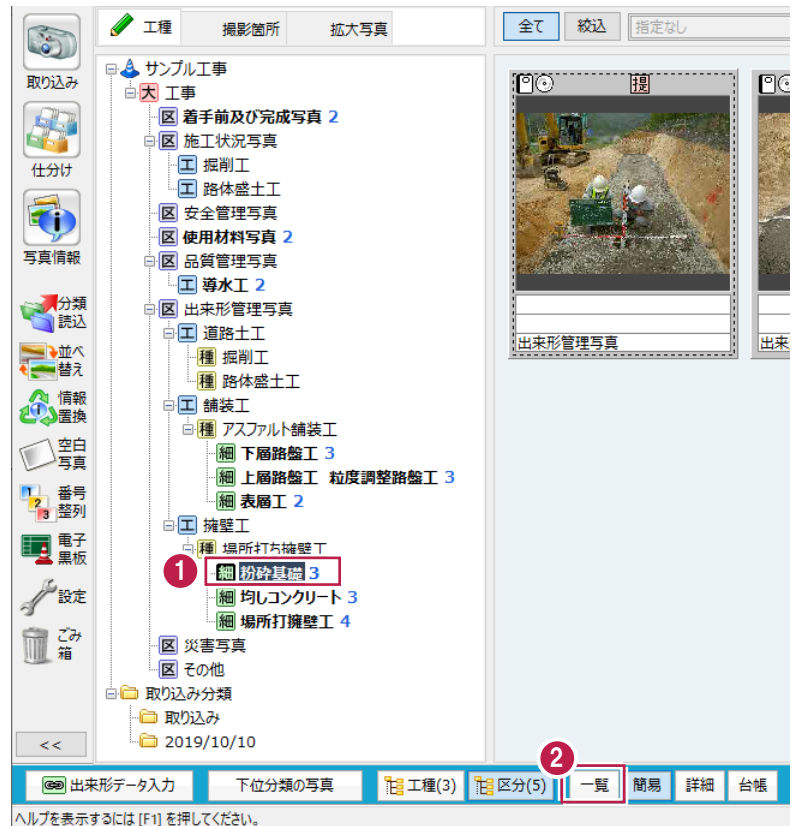 工種 撮影箇所 拡大写真
全て 絞込 指定なし
取り込み
仕分け
写真情報
分類
読込
並べ
替え
情報
置換
空白
写真
番号
整列
電子
黒板
設定
ごみ
箱
<<
サンプル工事
大 工事
区 着手前及び完成写真 2
区 施工状況写真
工 掘削工
工 路体盛土工
区 安全管理写真
区 使用材料写真 2
区 品質管理写真
工 導水工 2
区 出来形管理写真
工 道路土工
種 掘削工
種 路体盛土工
工 舗装工
種 アスファルト舗装工
細 下層路盤工 3
細 上層路盤工 粒度調整路盤工 3
細 表層工 2
工 擁壁工
種 場所打ち擁壁工
1 細 粉砕基礎 3
細 均しコンクリート 3
細 場所打擁壁工 4
区 災害写真
区 その他
取り込み分類
取り込み
2019/10/10
提
出来形管理写真
出来
2
出来形データ入力 下位分類の写真 工種(3) 区分(5) 一覧 簡易 詳細 台帳
ヘルプを表示するには [F1] を押してください。